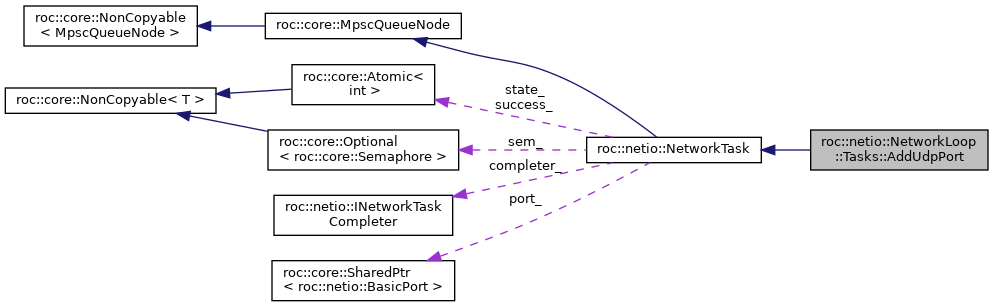 roc::core::NonCopyable
< MpscQueueNode >
roc::core::MpscQueueNode
roc::core::NonCopyable< T >
roc::core::Atomic<
int >
state_
success_
roc::core::Optional
< roc::core::Semaphore >
sem_
completer_
roc::netio::NetworkTask
roc::netio::NetworkLoop
::Tasks::AddUdpPort
roc::netio::INetworkTask
Completer
port_
roc::core::SharedPtr
< roc::netio::BasicPort >